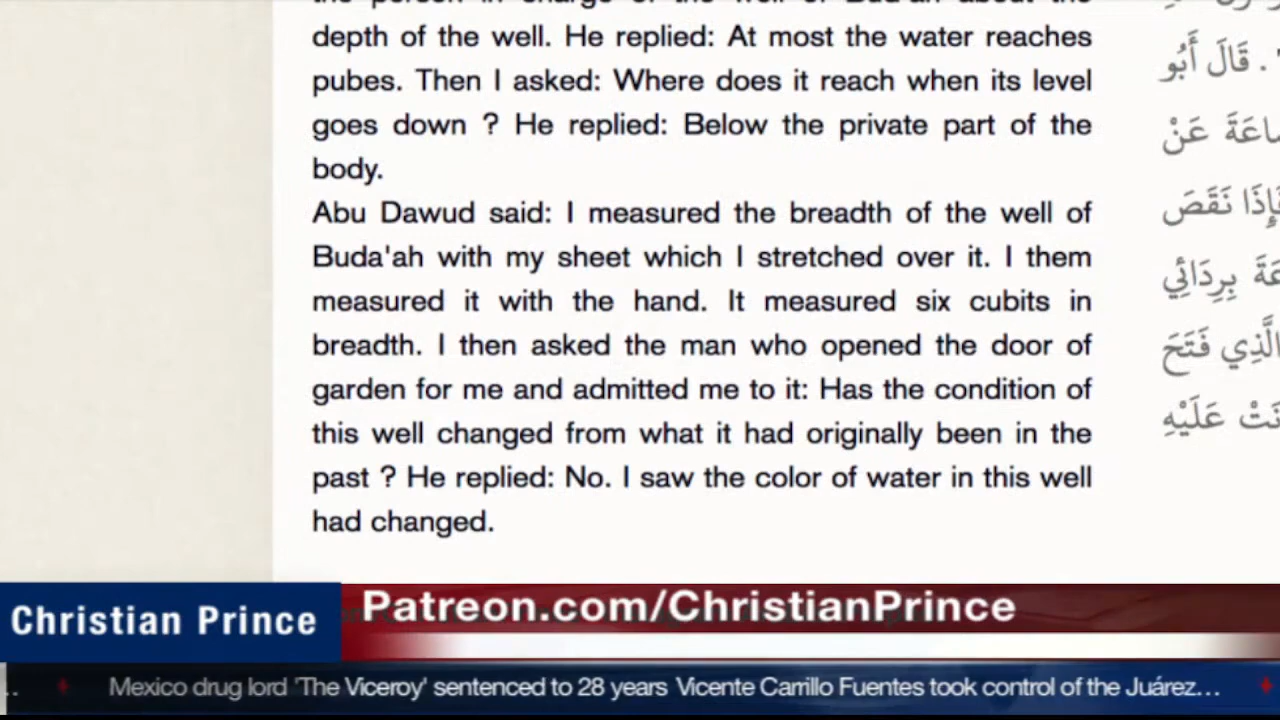 depth of the well. He replied: At most the water reaches
pubes. Then I asked: Where does it reach when its level
goes down ? He replied: Below the private part of the
body.
Abu Dawud said: I measured the breadth of the well of
Buda'ah with my sheet which I stretched over it. I them
measured it with the hand. It measured six cubits in
breadth. I then asked the man who opened the door of
garden for me and admitted me to it: Has the condition of
this well changed from what it had originally been in the
past ? He replied: No. I saw the color of water in this well
had changed.
. قَالَ أَبُو
عَنْ
نَقَصَ
بِرِدَائِي
الَّذِي فَتَحَ
عَلَيْهِ
Christian Prince
Patreon.com/ChristianPrince
.. Mexico drug lord 'The Viceroy' sentenced to 28 years Vicente Carrillo Fuentes took control of the Juárez...